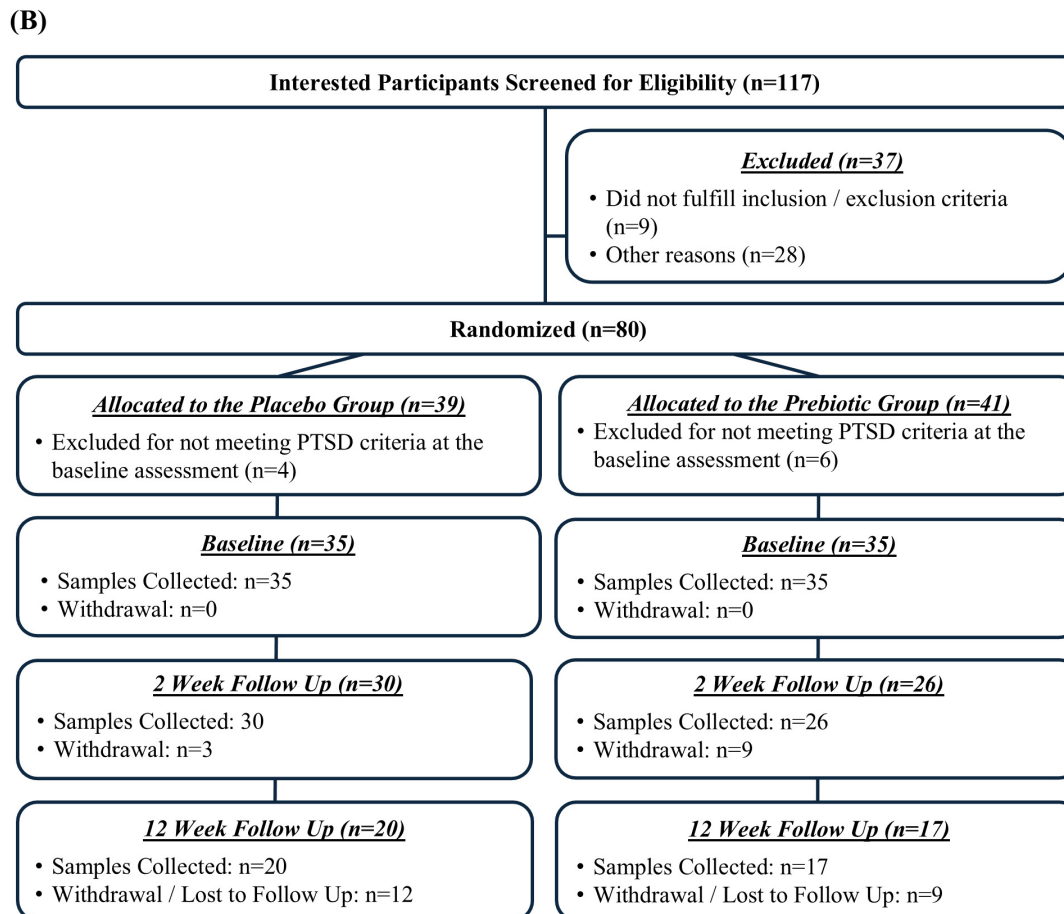 (B)
Interested Participants Screened for Eligibility (n=117)
Excluded (n=37)
• Did not fulfill inclusion / exclusion criteria
(n=9)
• Other reasons (n=28)
Randomized (n=80)
Allocated to the Placebo Group (n=39)
• Excluded for not meeting PTSD criteria at the
baseline assessment (n=4)
Allocated to the Prebiotic Group (n=41)
• Excluded for not meeting PTSD criteria at the
baseline assessment (n=6)
Baseline (n=35)
• Samples Collected: n=35
• Withdrawal: n=0
Baseline (n=35)
• Samples Collected: n=35
• Withdrawal: n=0
2 Week Follow Up (n=30)
• Samples Collected: 30
• Withdrawal: n=3
2 Week Follow Up (n=26)
• Samples Collected: n=26
• Withdrawal: n=9
12 Week Follow Up (n=20)
• Samples Collected: n=20
• Withdrawal / Lost to Follow Up: n=12
12 Week Follow Up (n=17)
• Samples Collected: n=17
• Withdrawal / Lost to Follow Up: n=9